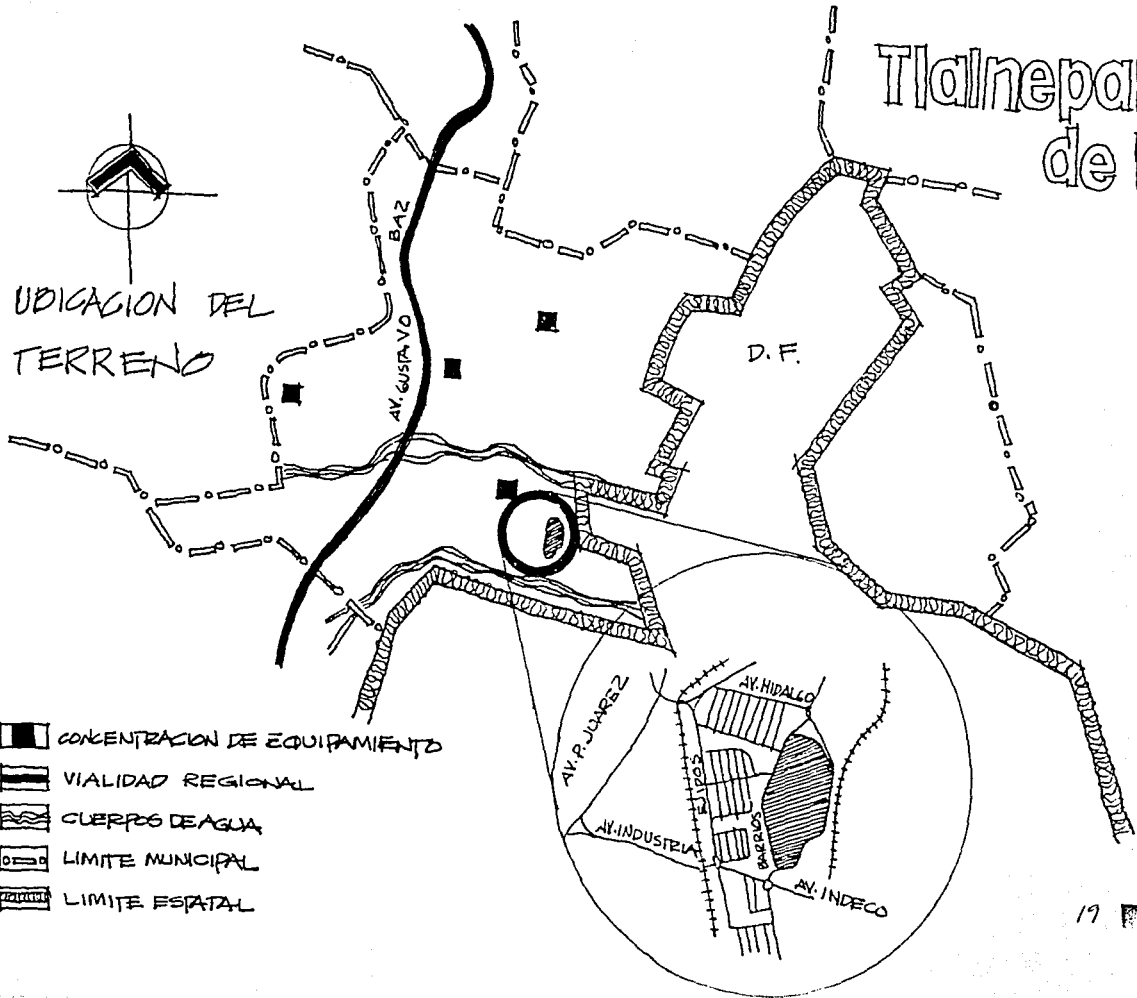 Tlalnepa
de
UBICACION DEL
TERRENO
AV. GUSTAVO BAZ
D. F.
CONCENTRACION DE EQUIPAMIENTO
VIALIDAD REGIONAL
CUERPOS DE AGUA
LIMITE MUNICIPAL
LIMITE ESTATAL
AV. P. JUAREZ
AV. HIDALGO
EJIDOS
BARRIOS
AV. INDUSTRIA
AV. INDECO
19